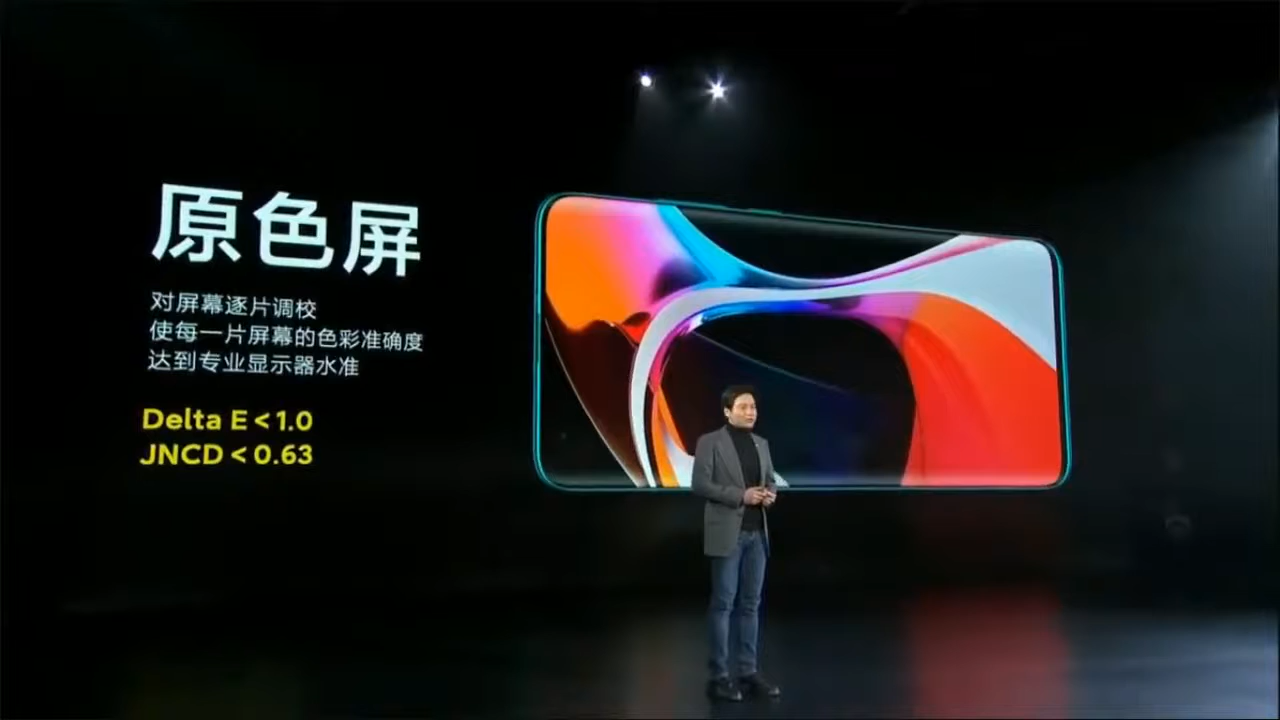 原色屏
对屏幕逐片调校
使每一片屏幕的色彩准确度
达到专业显示器水准
Delta E < 1.0
JNCD < 0.63